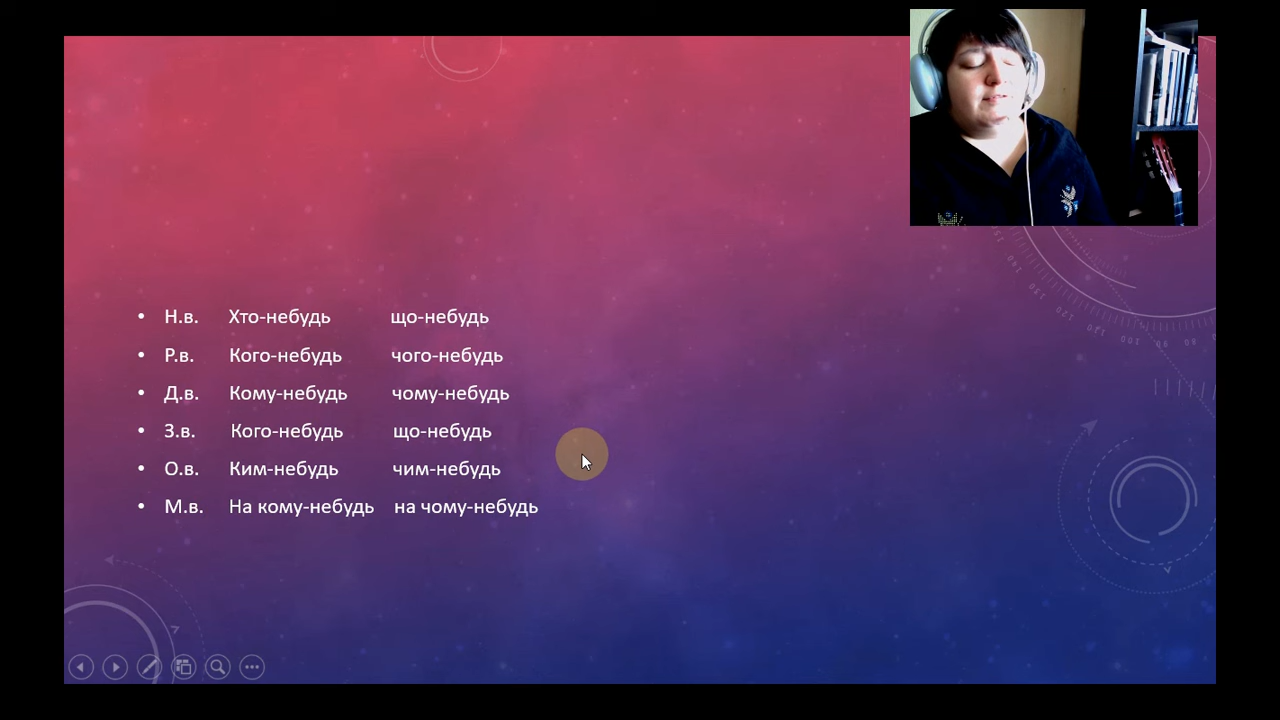 • Н.в. Хто-небудь що-небудь
• Р.в. Кого-небудь чого-небудь
• Д.в. Кому-небудь чому-небудь
• З.в. Кого-небудь що-небудь
• О.в. Ким-небудь чим-небудь
• М.в. На кому-небудь на чому-небудь